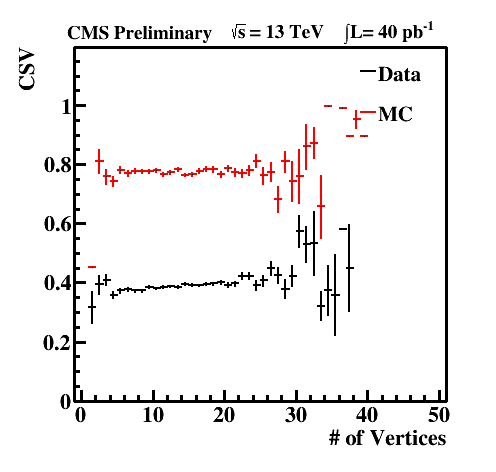 CMS Preliminary √s = 13 TeV ∫L= 40 pb⁻¹
CSV
Data
MC
1
0.8
0.6
0.4
0.2
0
0 10 20 30 40 50
# of Vertices